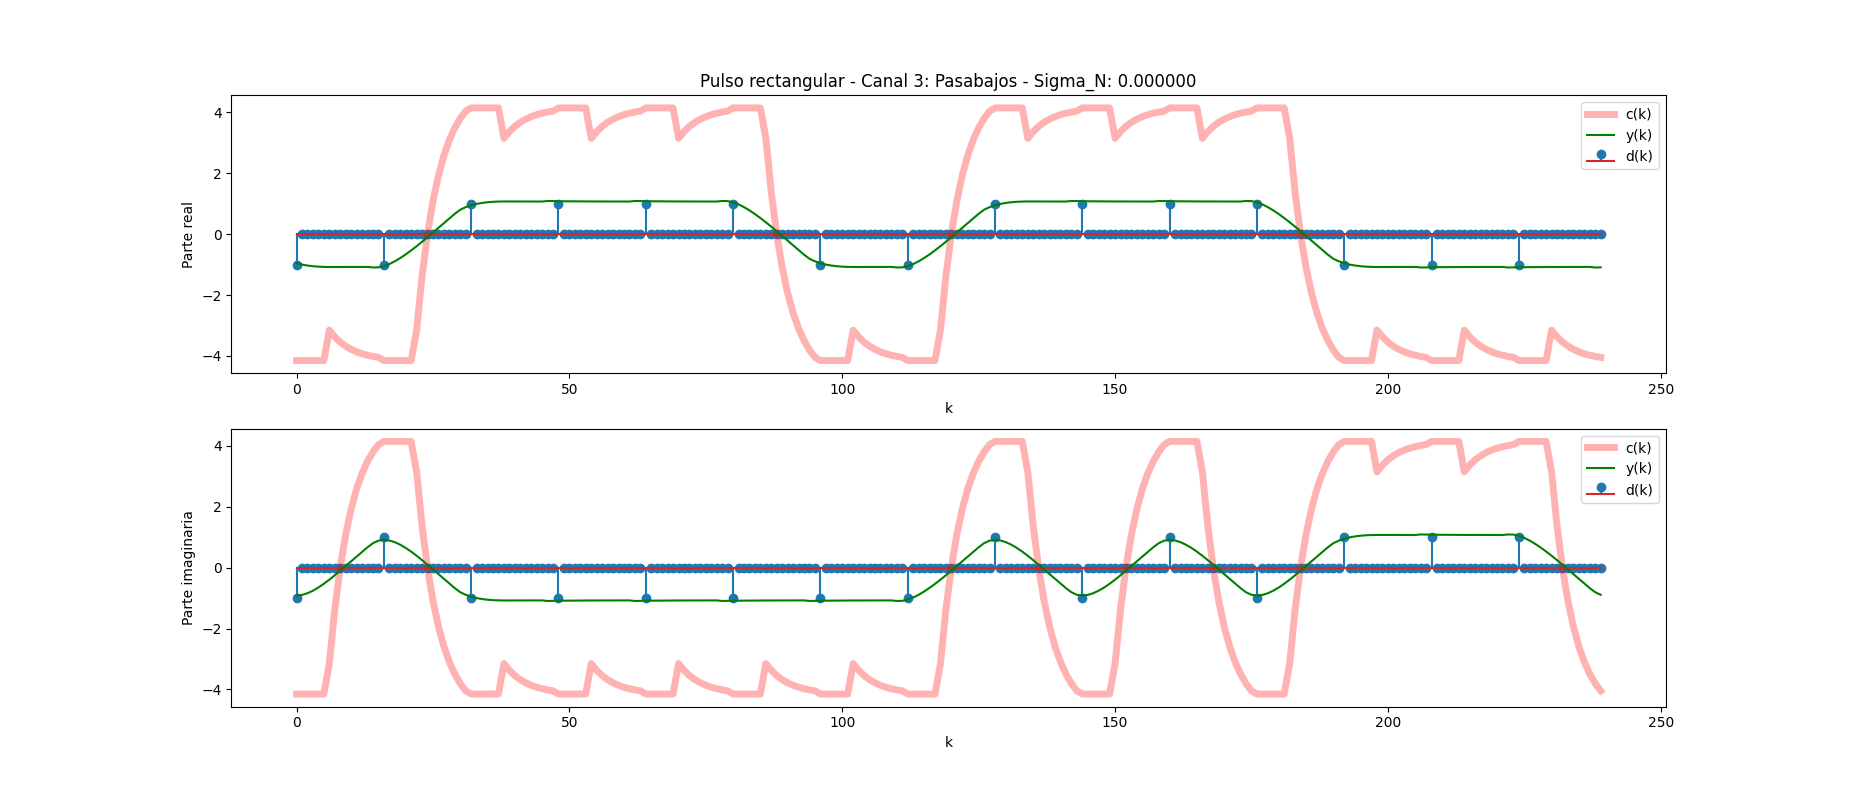 Pulso rectangular - Canal 3: Pasabajos - Sigma_N: 0.000000
Parte real
4
2
0
−2
−4
c(k)
y(k)
d(k)
0 50 100 150 200 250
k
Parte imaginaria
4
2
0
−2
−4
c(k)
y(k)
d(k)
0 50 100 150 200 250
k